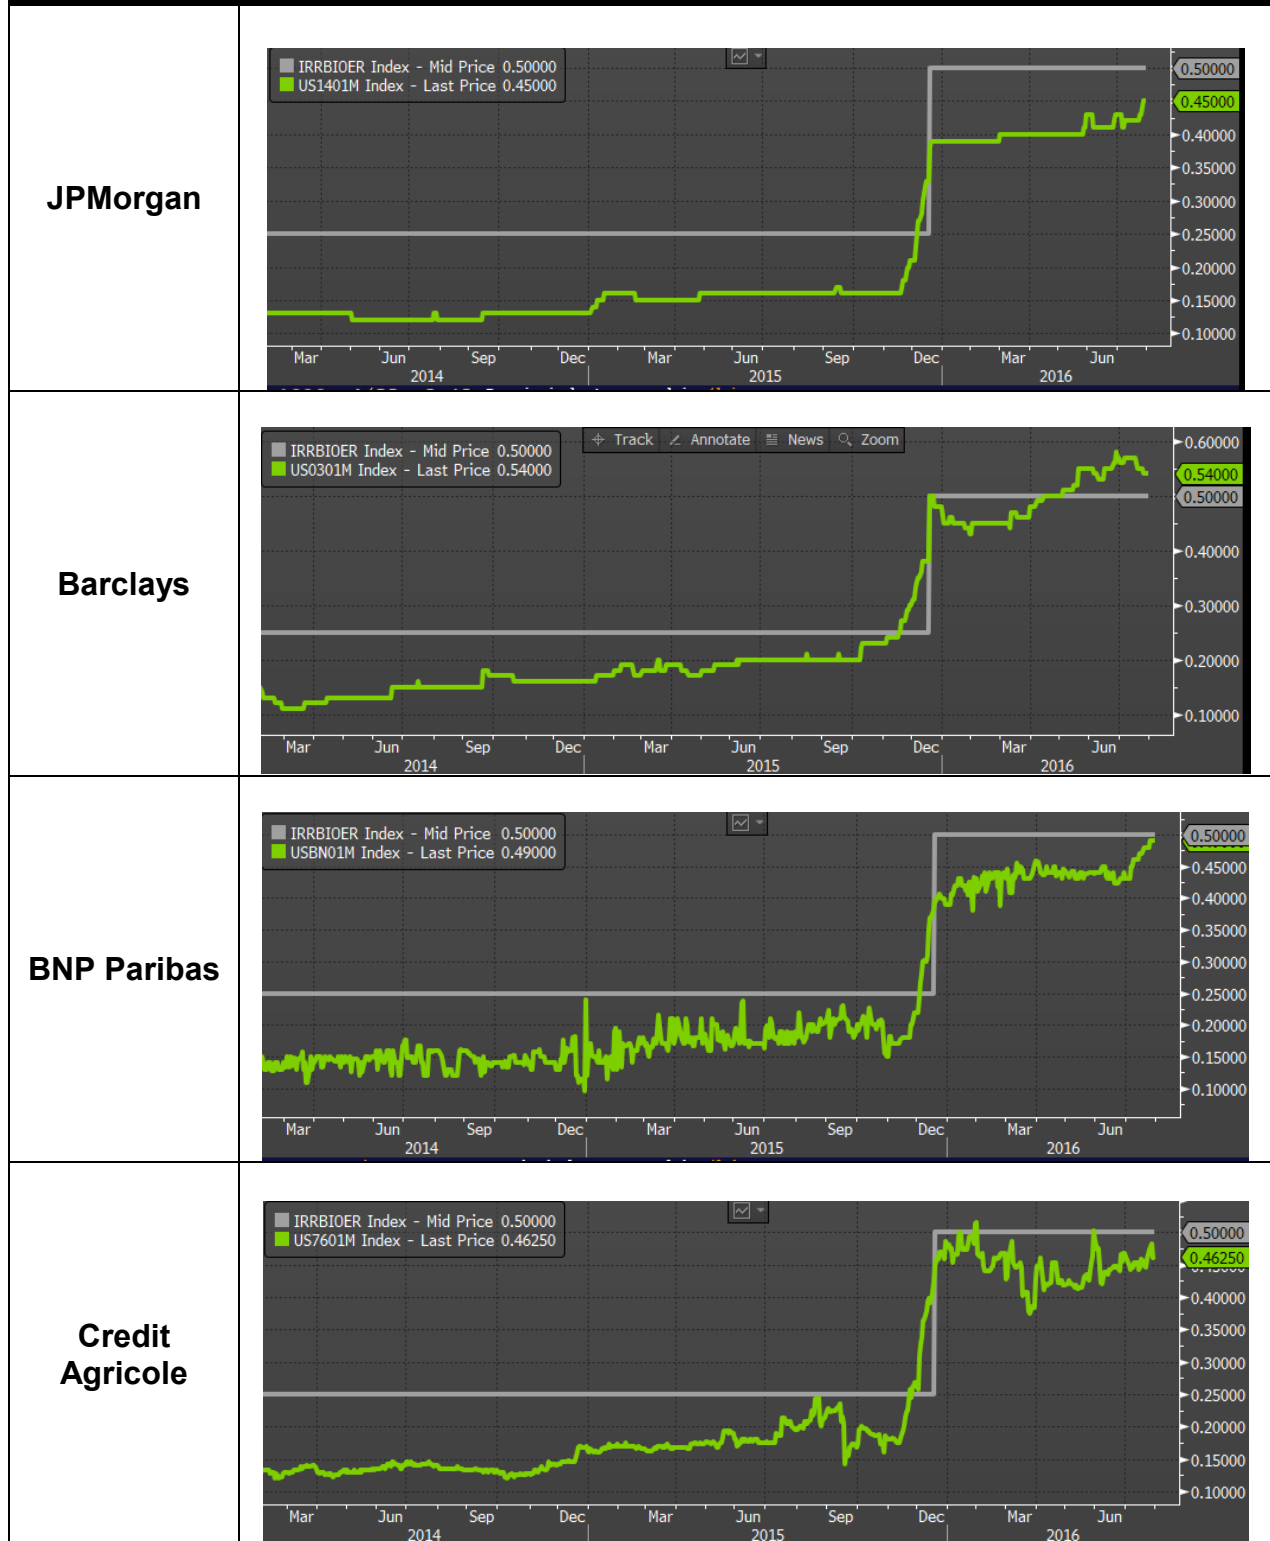 JPMorgan
IRRBIOER Index - Mid Price 0.50000
US1401M Index - Last Price 0.45000
0.50000
0.45000
0.40000
0.35000
0.30000
0.25000
0.20000
0.15000
0.10000
Mar Jun Sep Dec Mar Jun Sep Dec Mar Jun
2014 2015 2016
Barclays
IRRBIOER Index - Mid Price 0.50000
US0301M Index - Last Price 0.54000
Track Annotate News Zoom
0.60000
0.54000
0.50000
0.40000
0.30000
0.20000
0.10000
Mar Jun Sep Dec Mar Jun Sep Dec Mar Jun
2014 2015 2016
BNP Paribas
IRRBIOER Index - Mid Price 0.50000
USBN01M Index - Last Price 0.49000
0.50000
0.45000
0.40000
0.35000
0.30000
0.25000
0.20000
0.15000
0.10000
Mar Jun Sep Dec Mar Jun Sep Dec Mar Jun
2014 2015 2016
Credit
Agricole
IRRBIOER Index - Mid Price 0.50000
US7601M Index - Last Price 0.46250
0.50000
0.46250
0.40000
0.35000
0.30000
0.25000
0.20000
0.15000
0.10000
Mar Jun Sep Dec Mar Jun Sep Dec Mar Jun
2014 2015 2016